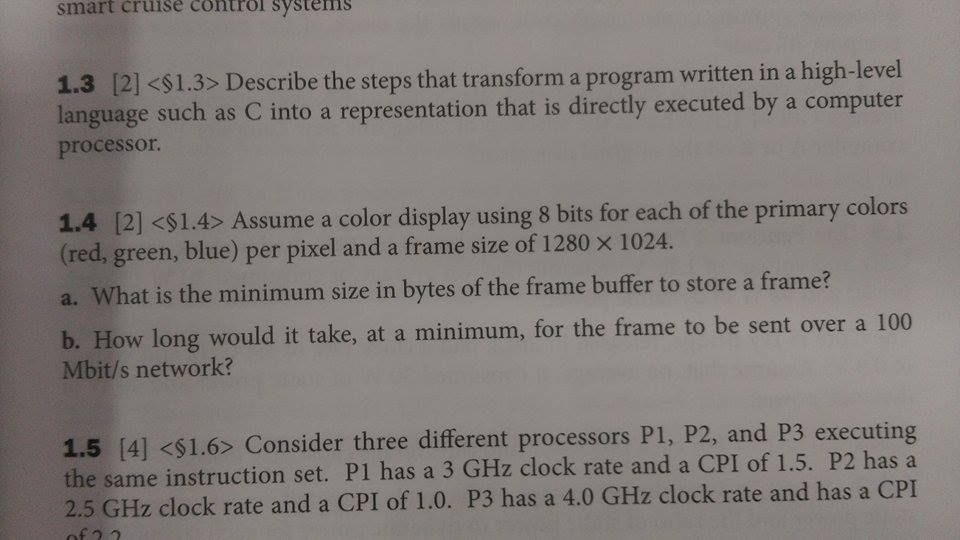 smart cruise control systems
1.3 [2] <§1.3> Describe the steps that transform a program written in a high-level
language such as C into a representation that is directly executed by a computer
processor.
1.4 [2] <§1.4> Assume a color display using 8 bits for each of the primary colors
(red, green, blue) per pixel and a frame size of 1280 × 1024.
a. What is the minimum size in bytes of the frame buffer to store a frame?
b. How long would it take, at a minimum, for the frame to be sent over a 100
Mbit/s network?
1.5 [4] <§1.6> Consider three different processors P1, P2, and P3 executing
the same instruction set. P1 has a 3 GHz clock rate and a CPI of 1.5. P2 has a
2.5 GHz clock rate and a CPI of 1.0. P3 has a 4.0 GHz clock rate and has a CPI
of 2.2